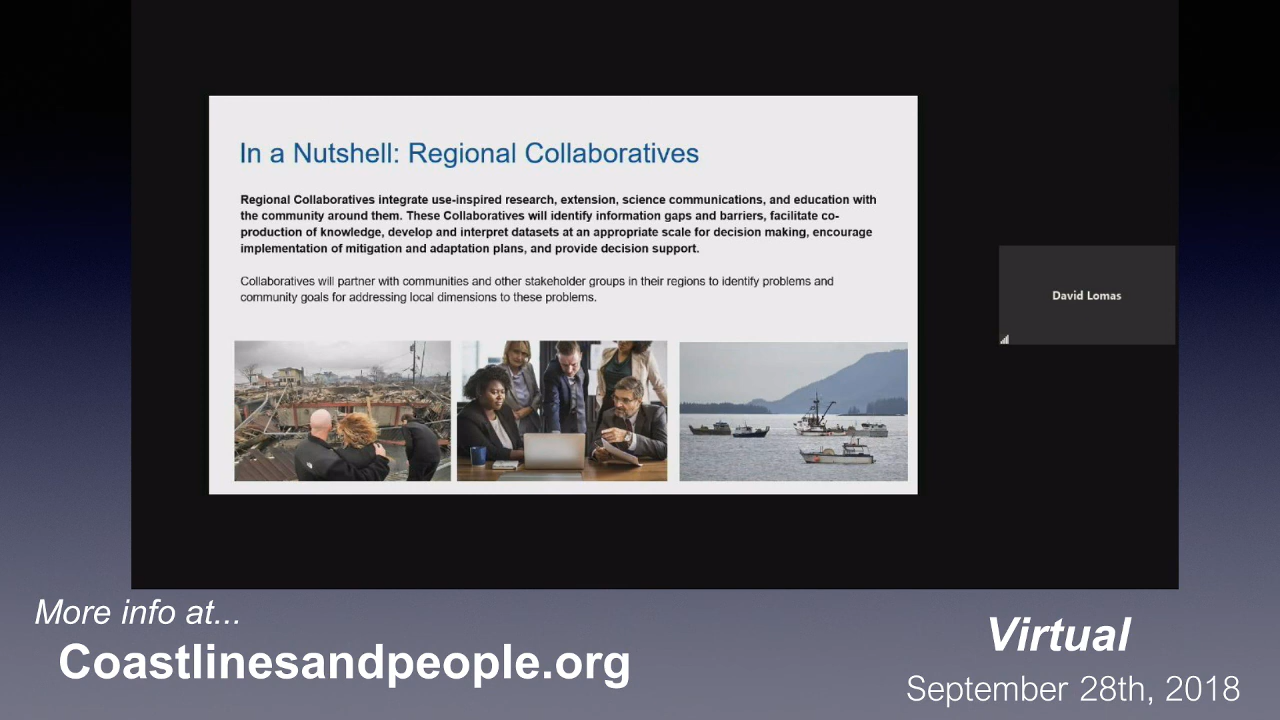 In a Nutshell: Regional Collaboratives
Regional Collaboratives integrate use-inspired research, extension, science communications, and education with
the community around them. These Collaboratives will identify information gaps and barriers, facilitate co-
production of knowledge, develop and interpret datasets at an appropriate scale for decision making, encourage
implementation of mitigation and adaptation plans, and provide decision support.
Collaboratives will partner with communities and other stakeholder groups in their regions to identify problems and
community goals for addressing local dimensions to these problems.
David Lomas
More info at...
Coastlinesandpeople.org
Virtual
September 28th, 2018